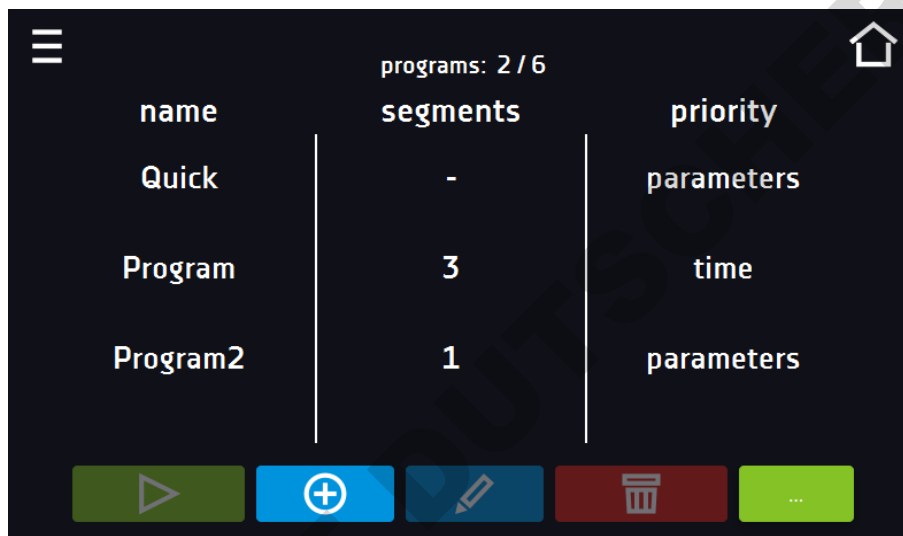 programs: 2 / 6
name segments priority
Quick - parameters
Program 3 time
Program2 1 parameters
...